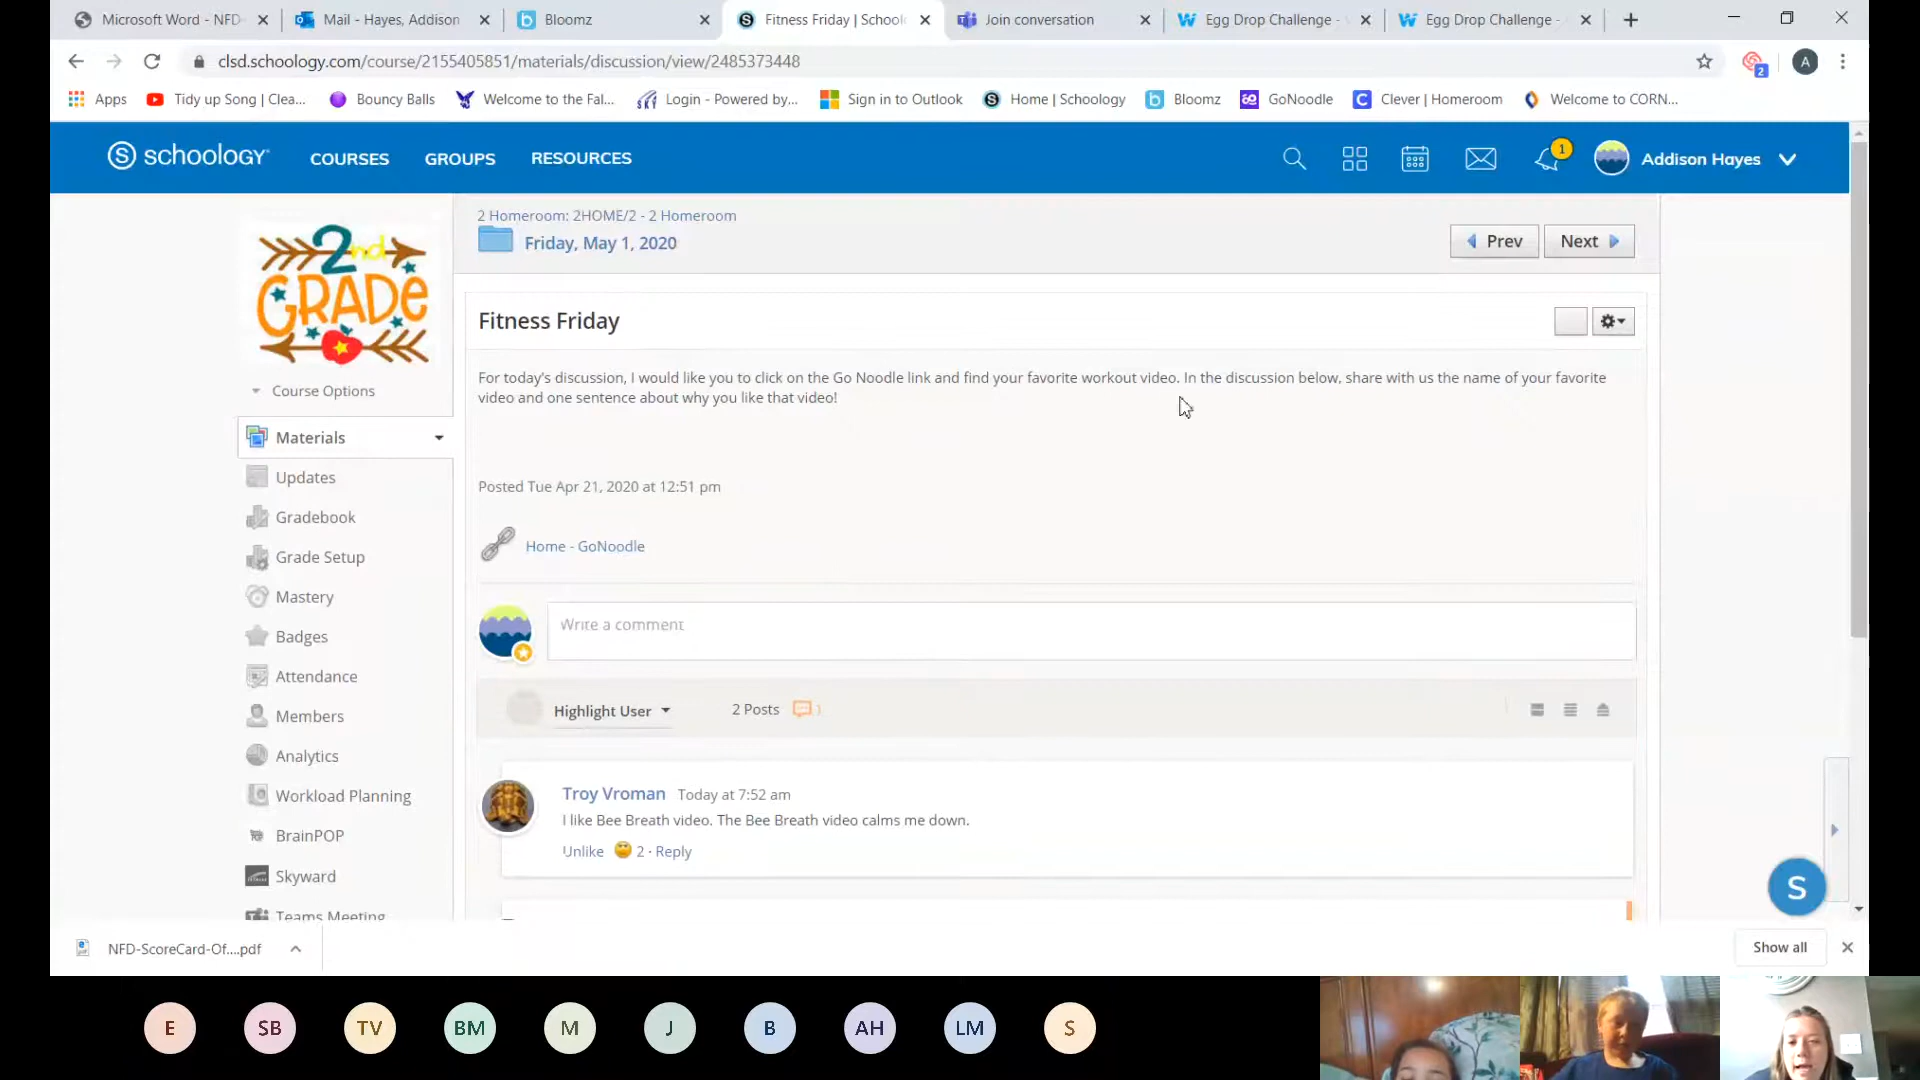 Microsoft Word - NFD-
Mail - Hayes, Addison
Bloomz
Fitness Friday | School
Join conversation
Egg Drop Challenge -
Egg Drop Challenge -
clsd.schoology.com/course/2155405851/materials/discussion/view/2485373448
2
A
Apps
Tidy up Song | Clea...
Bouncy Balls
Welcome to the Fal...
Login - Powered by...
Sign in to Outlook
Home | Schoology
Bloomz
GoNoodle
Clever | Homeroom
Welcome to CORN...
S schoology
COURSES
GROUPS
RESOURCES
1
Addison Hayes
2nd
GRADE
Course Options
Materials
Updates
Gradebook
Grade Setup
Mastery
Badges
Attendance
Members
Analytics
Workload Planning
BrainPOP
Skyward
Teams Meeting
2 Homeroom: 2HOME/2 - 2 Homeroom
Friday, May 1, 2020
Prev
Next
Fitness Friday
For today's discussion, I would like you to click on the Go Noodle link and find your favorite workout video. In the discussion below, share with us the name of your favorite
video and one sentence about why you like that video!
Posted Tue Apr 21, 2020 at 12:51 pm
Home - GoNoodle
Write a comment
Highlight User
2 Posts
1
Troy Vroman Today at 7:52 am
I like Bee Breath video. The Bee Breath video calms me down.
Unlike 2 · Reply
S
NFD-ScoreCard-Of....pdf
Show all
E
SB
TV
BM
M
J
B
AH
LM
S